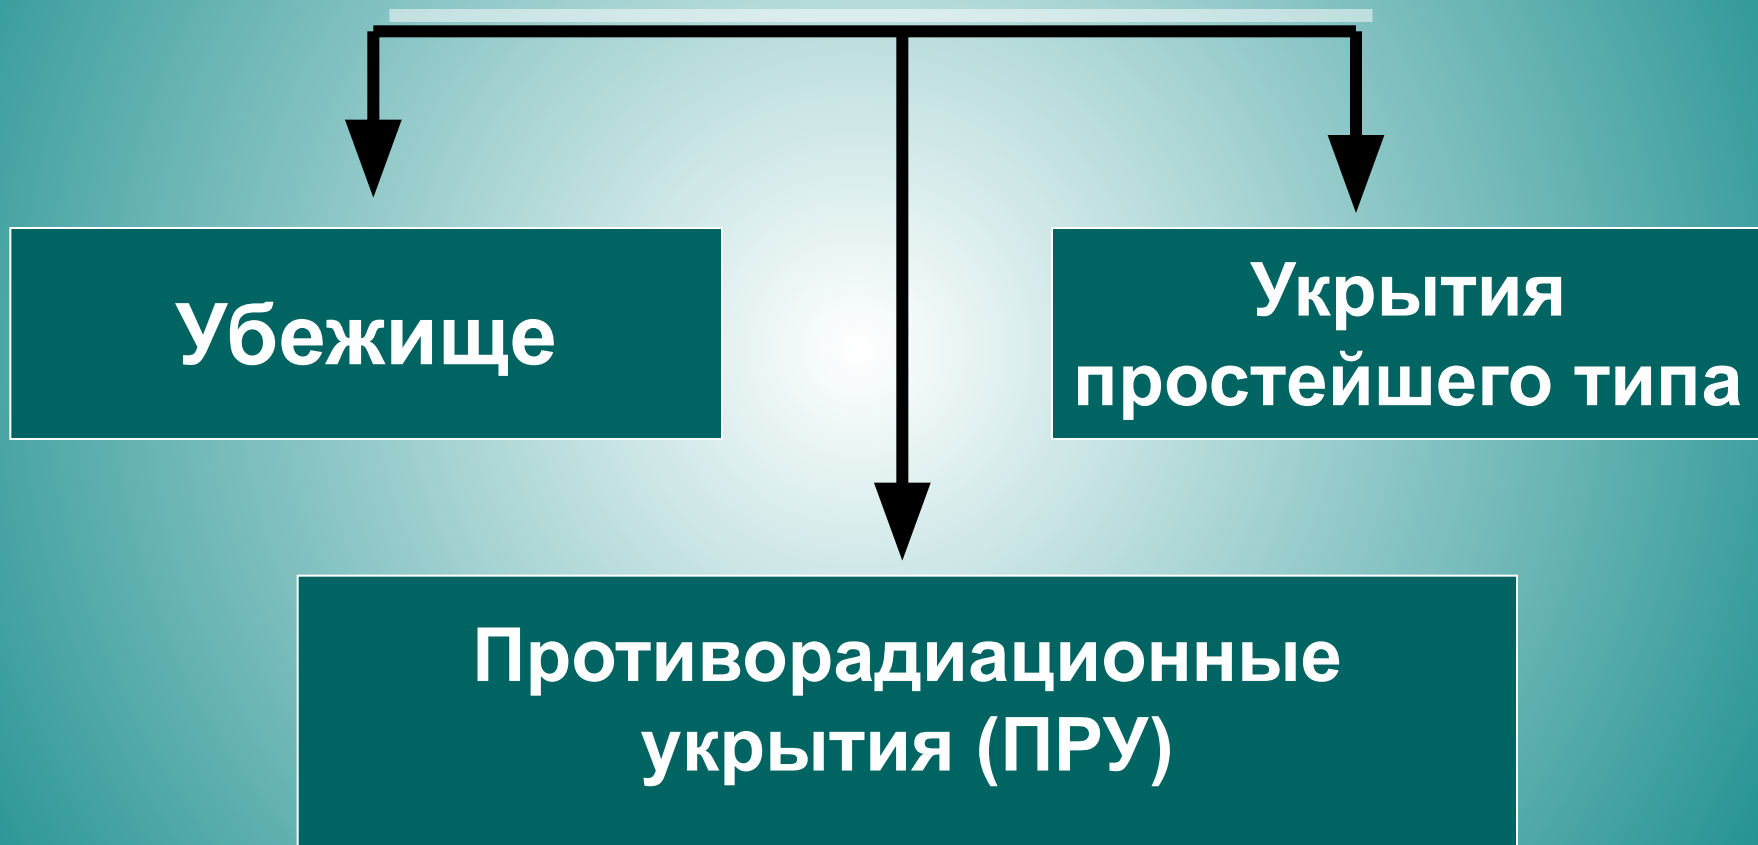 Убежище
Укрытия
простейшего типа
Противорадиационные
укрытия (ПРУ)